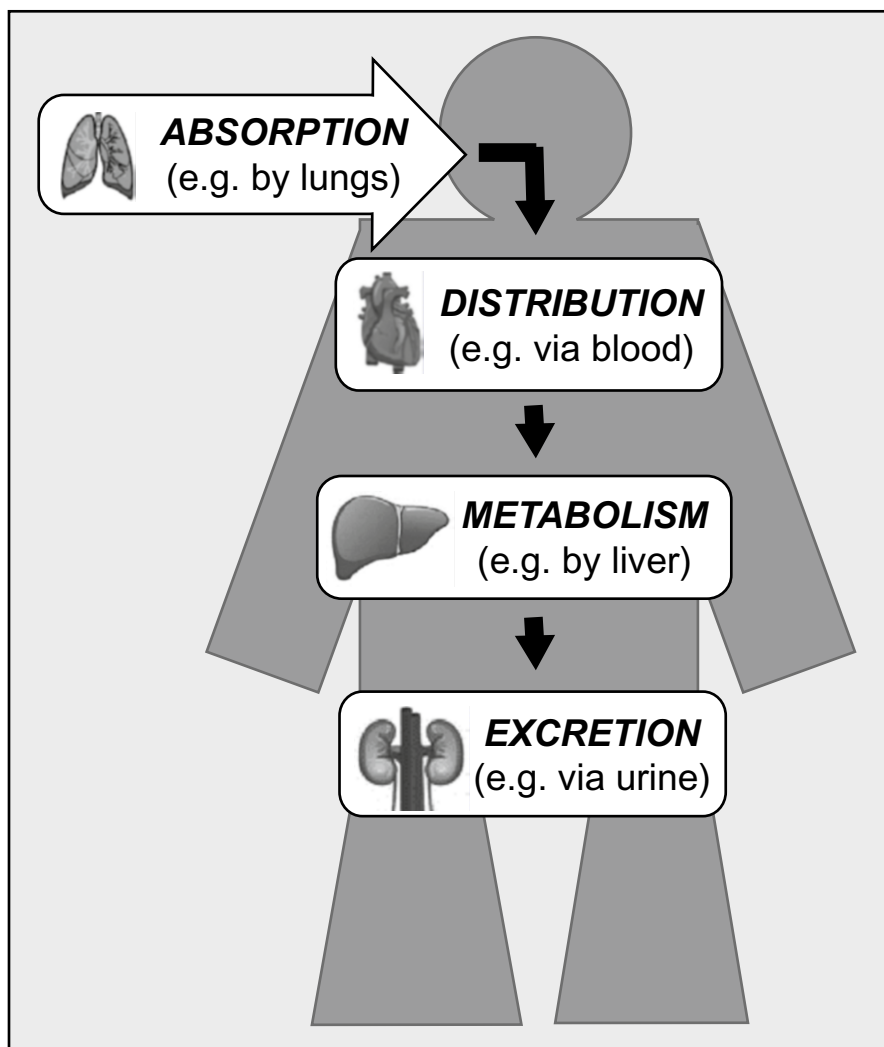 ABSORPTION
(e.g. by lungs)
DISTRIBUTION
(e.g. via blood)
METABOLISM
(e.g. by liver)
EXCRETION
(e.g. via urine)